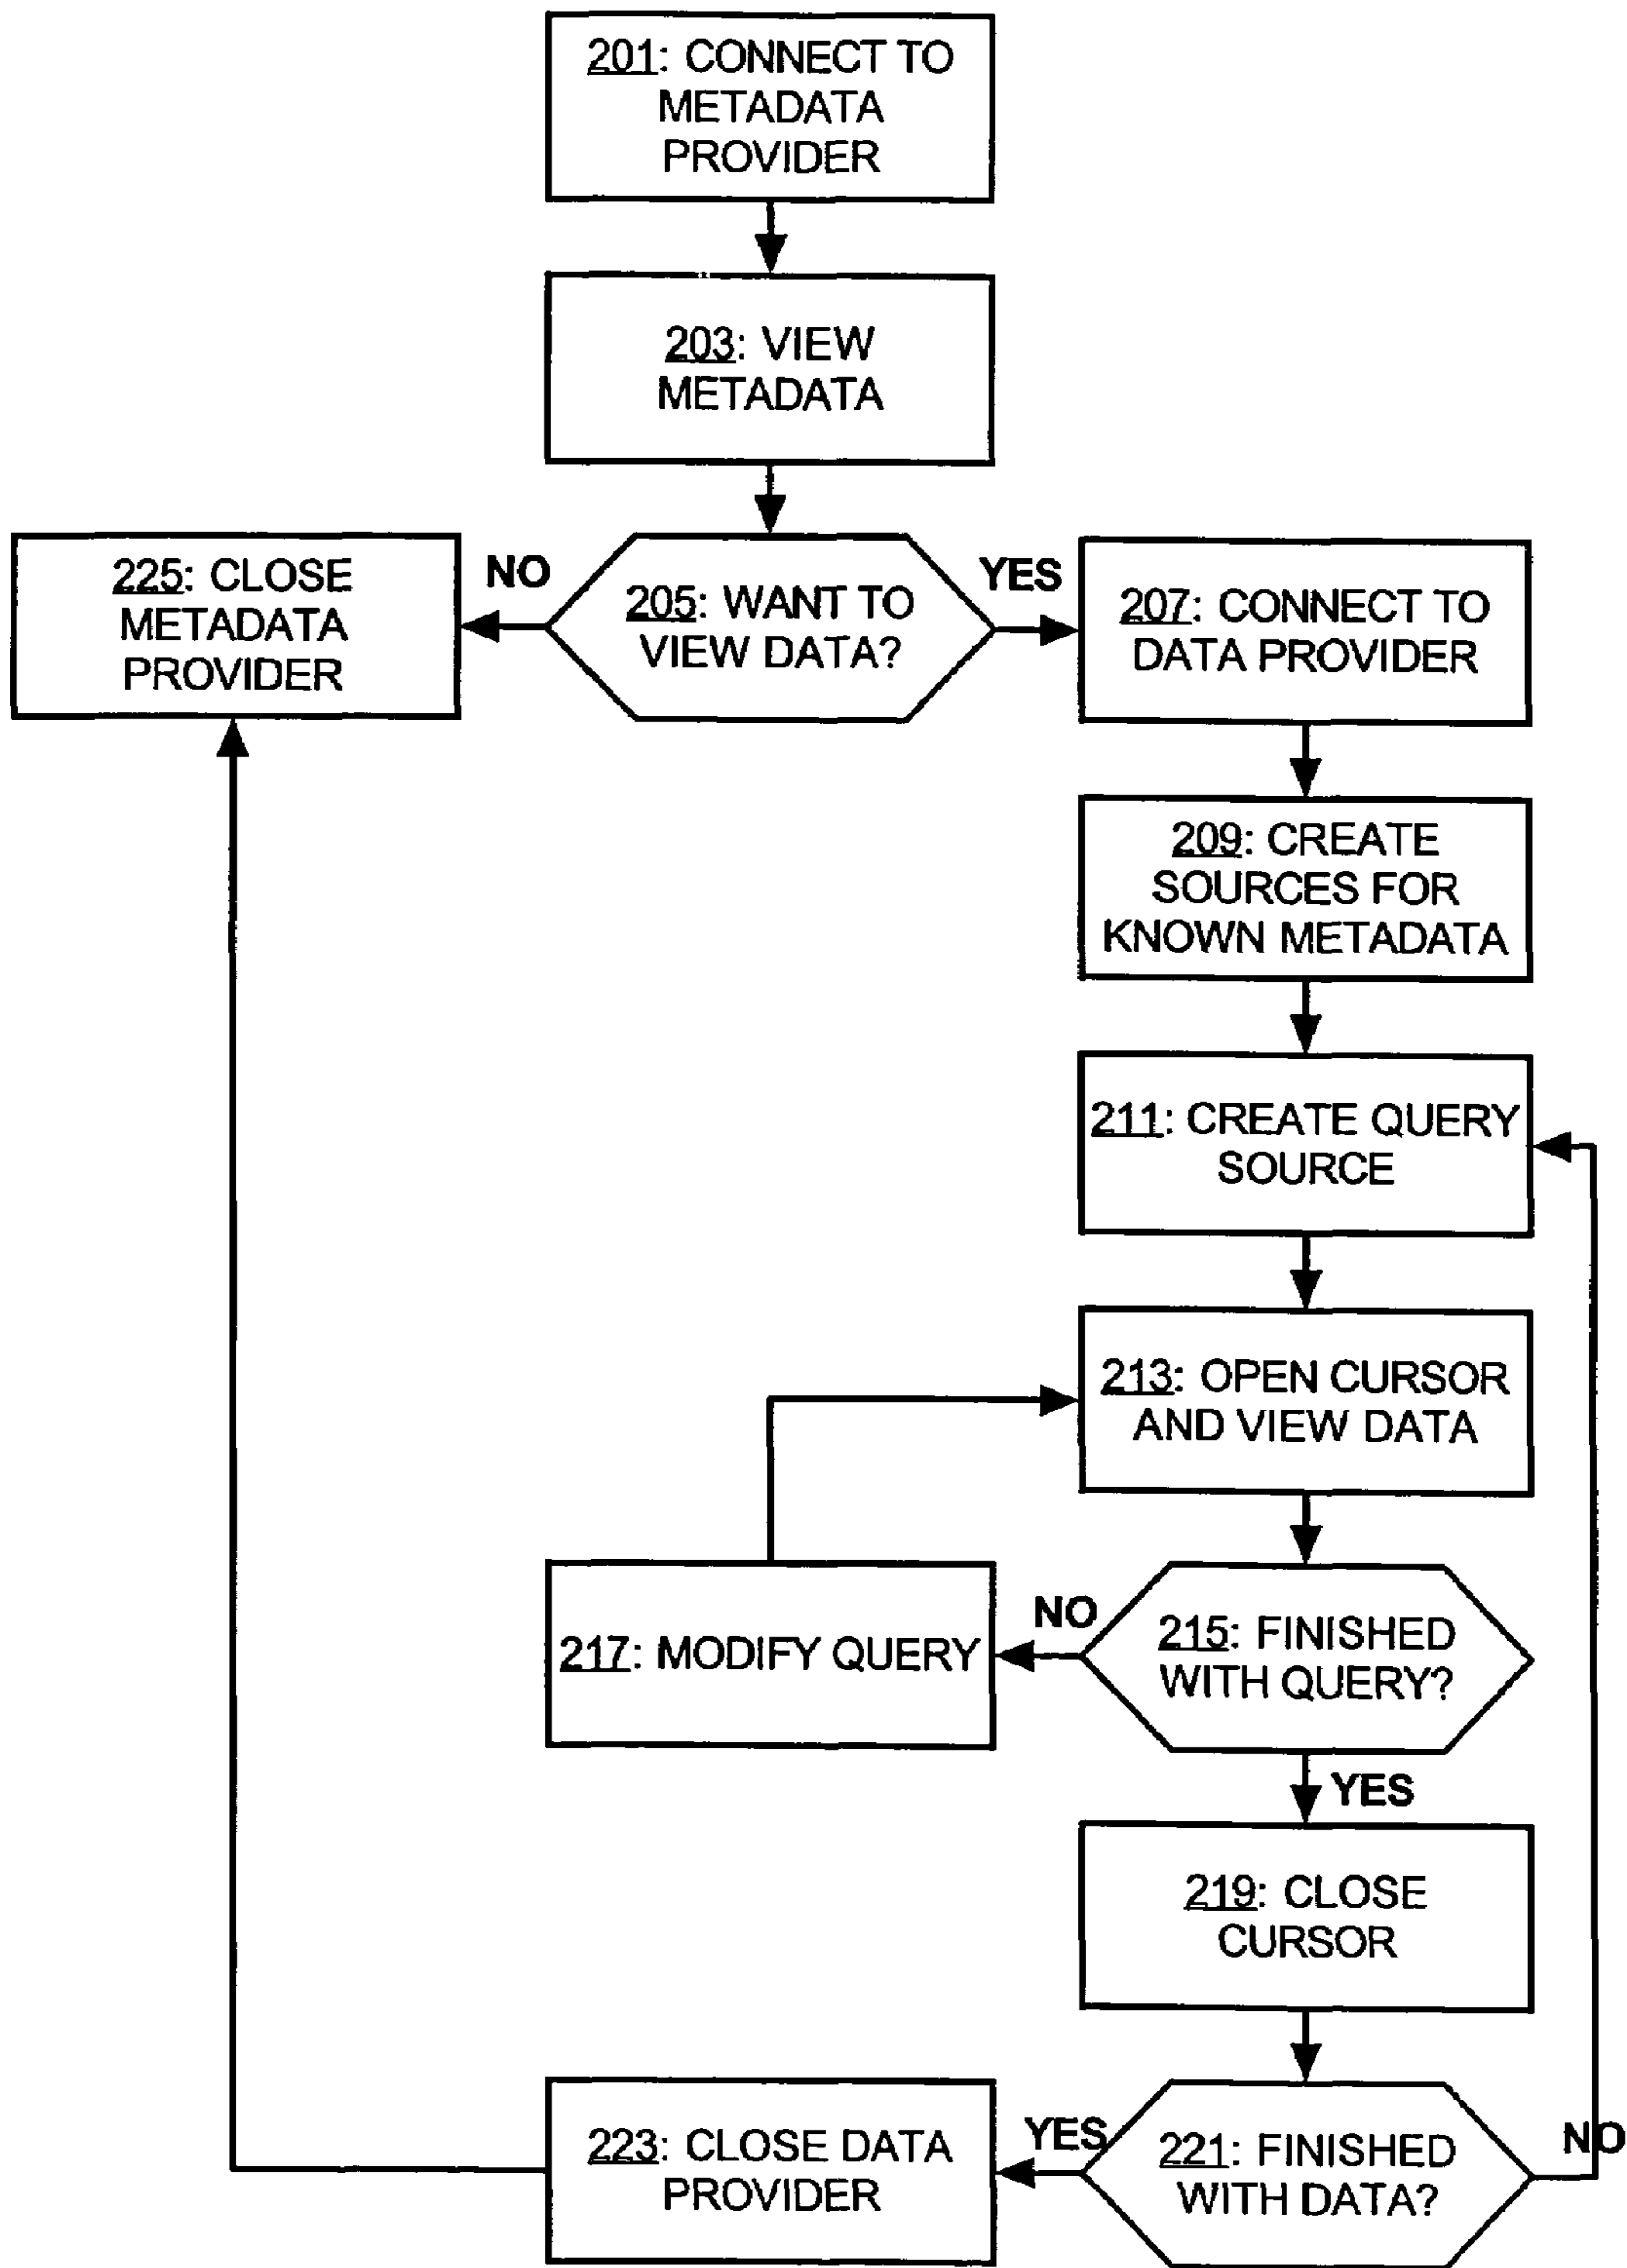 201: CONNECT TO
METADATA
PROVIDER
203: VIEW
METADATA
225: CLOSE
METADATA
PROVIDER
NO
205: WANT TO
VIEW DATA?
YES
207: CONNECT TO
DATA PROVIDER
209: CREATE
SOURCES FOR
KNOWN METADATA
211: CREATE QUERY
SOURCE
213: OPEN CURSOR
AND VIEW DATA
217: MODIFY QUERY
NO
215: FINISHED
WITH QUERY?
YES
219: CLOSE
CURSOR
223: CLOSE DATA
PROVIDER
YES
221: FINISHED
WITH DATA?
NO